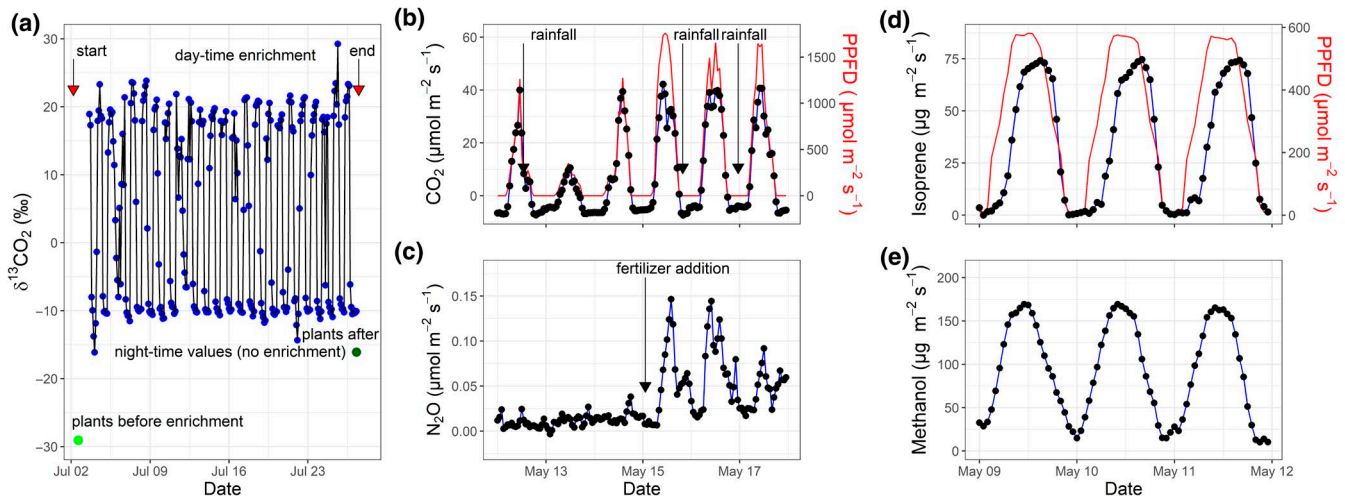 (a)
start
day-time enrichment
end
30
20
10
0
−10
−20
−30
δ¹³CO₂ (‰)
plants after
night-time values (no enrichment)
plants before enrichment
Jul 02
Jul 09
Jul 16
Jul 23
Date
(b)
rainfall
rainfall
rainfall
60
40
20
0
CO₂ (μmol m⁻² s⁻¹)
1500
1000
500
0
PPFD ( μmol m⁻² s⁻¹)
(c)
fertilizer addition
0.15
0.10
0.05
0.00
N₂O (μmol m⁻² s⁻¹)
May 13
May 15
May 17
Date
(d)
75
50
25
0
Isoprene (μg m⁻² s⁻¹)
600
400
200
0
PPFD (μmol m⁻² s⁻¹)
(e)
200
150
100
50
0
Methanol (μg m⁻² s⁻¹)
May 09
May 10
May 11
May 12
Date